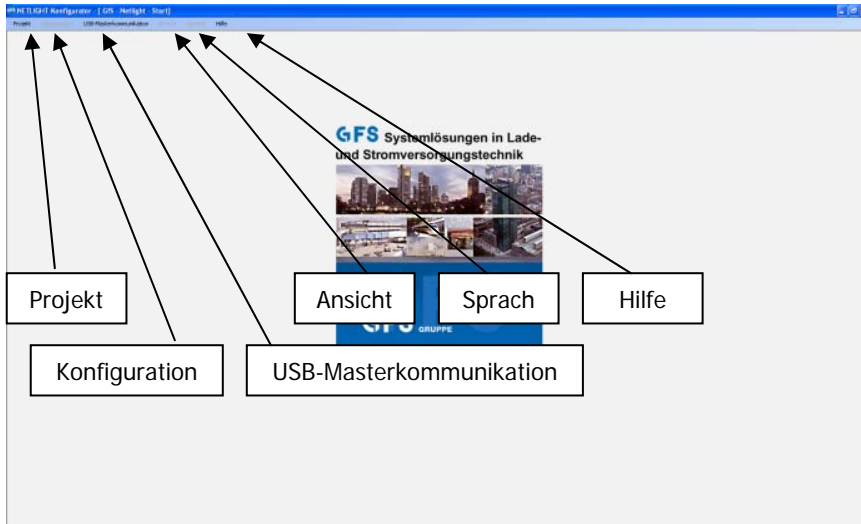 NETLIGHT Konfigurator - [ GfS - Netlight - Start]
Projekt USB-Masterkommunikation Hilfe
GFS Systemlösungen in Lade-
und Stromversorgungstechnik
Projekt Ansicht Sprach Hilfe
GRUPPE
Konfiguration USB-Masterkommunikation